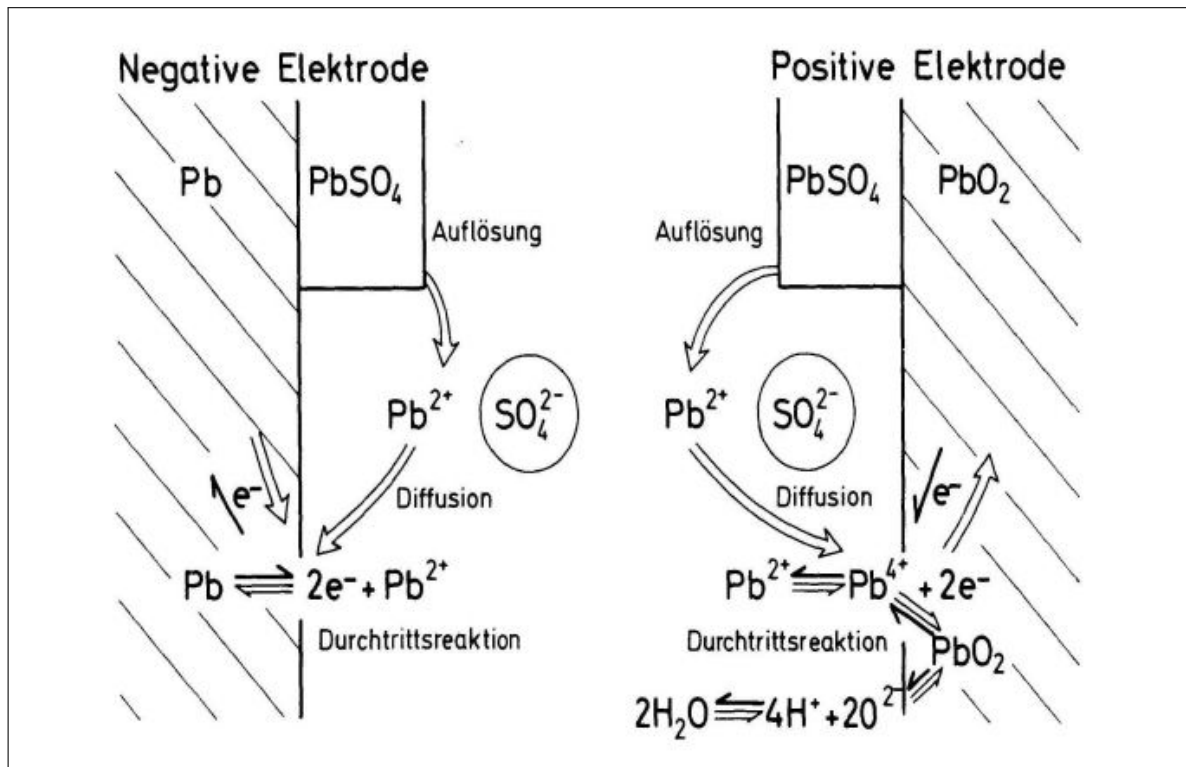 Negative Elektrode
Positive Elektrode
Pb
PbSO₄
PbSO₄
PbO₂
Auflösung
Auflösung
Pb²⁺
SO₄²⁻
Pb²⁺
SO₄²⁻
e⁻
Diffusion
Diffusion
e⁻
Pb ⇌ 2e⁻ + Pb²⁺
Pb²⁺ ⇌ Pb⁴⁺ + 2e⁻
Durchtrittsreaktion
Durchtrittsreaktion
PbO₂
2H₂O ⇌ 4H⁺ + 2O²⁻